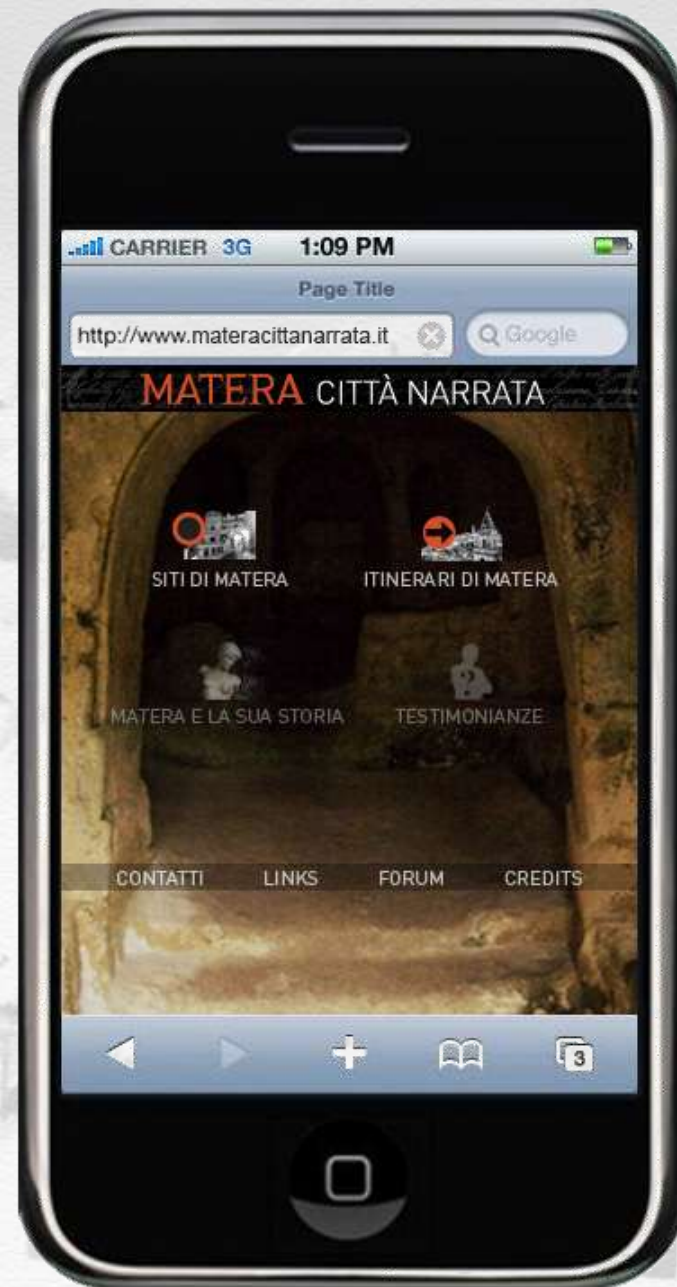 CARRIER 3G 1:09 PM
Page Title
http://www.materacittanarrata.it Google
MATERA CITTÀ NARRATA
SITI DI MATERA ITINERARI DI MATERA
?
MATERA E LA SUA STORIA TESTIMONIANZE
CONTATTI LINKS FORUM CREDITS
3